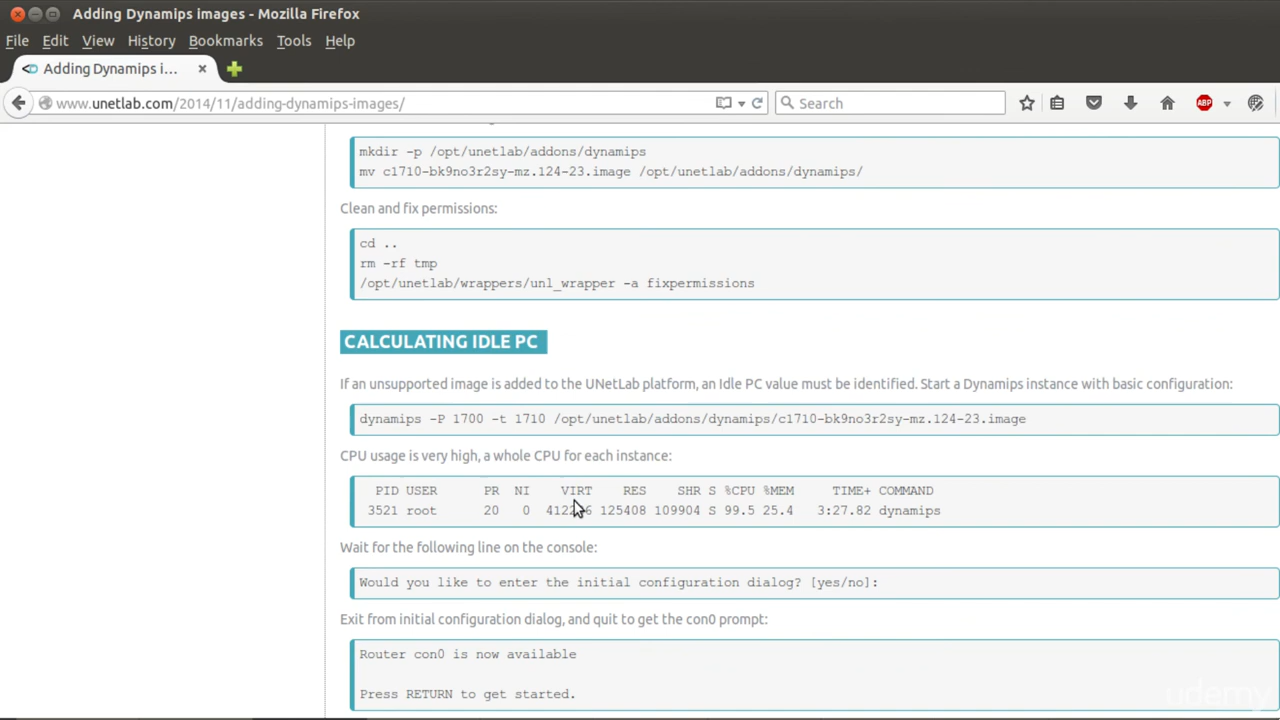 Adding Dynamips images - Mozilla Firefox
File Edit View History Bookmarks Tools Help
Adding Dynamips i...
www.unetlab.com/2014/11/adding-dynamips-images/
Search
ABP
mkdir -p /opt/unetlab/addons/dynamips
mv c1710-bk9no3r2sy-mz.124-23.image /opt/unetlab/addons/dynamips/
Clean and fix permissions:
cd ..
rm -rf tmp
/opt/unetlab/wrappers/unl_wrapper -a fixpermissions
CALCULATING IDLE PC
If an unsupported image is added to the UNetLab platform, an Idle PC value must be identified. Start a Dynamips instance with basic configuration:
dynamips -P 1700 -t 1710 /opt/unetlab/addons/dynamips/c1710-bk9no3r2sy-mz.124-23.image
CPU usage is very high, a whole CPU for each instance:
PID USER PR NI VIRT RES SHR S %CPU %MEM TIME+ COMMAND
3521 root 20 0 125408 109904 S 99.5 25.4 3:27.82 dynamips
Wait for the following line on the console:
Would you like to enter the initial configuration dialog? [yes/no]:
Exit from initial configuration dialog, and quit to get the con0 prompt:
Router con0 is now available
Press RETURN to get started.
udemy